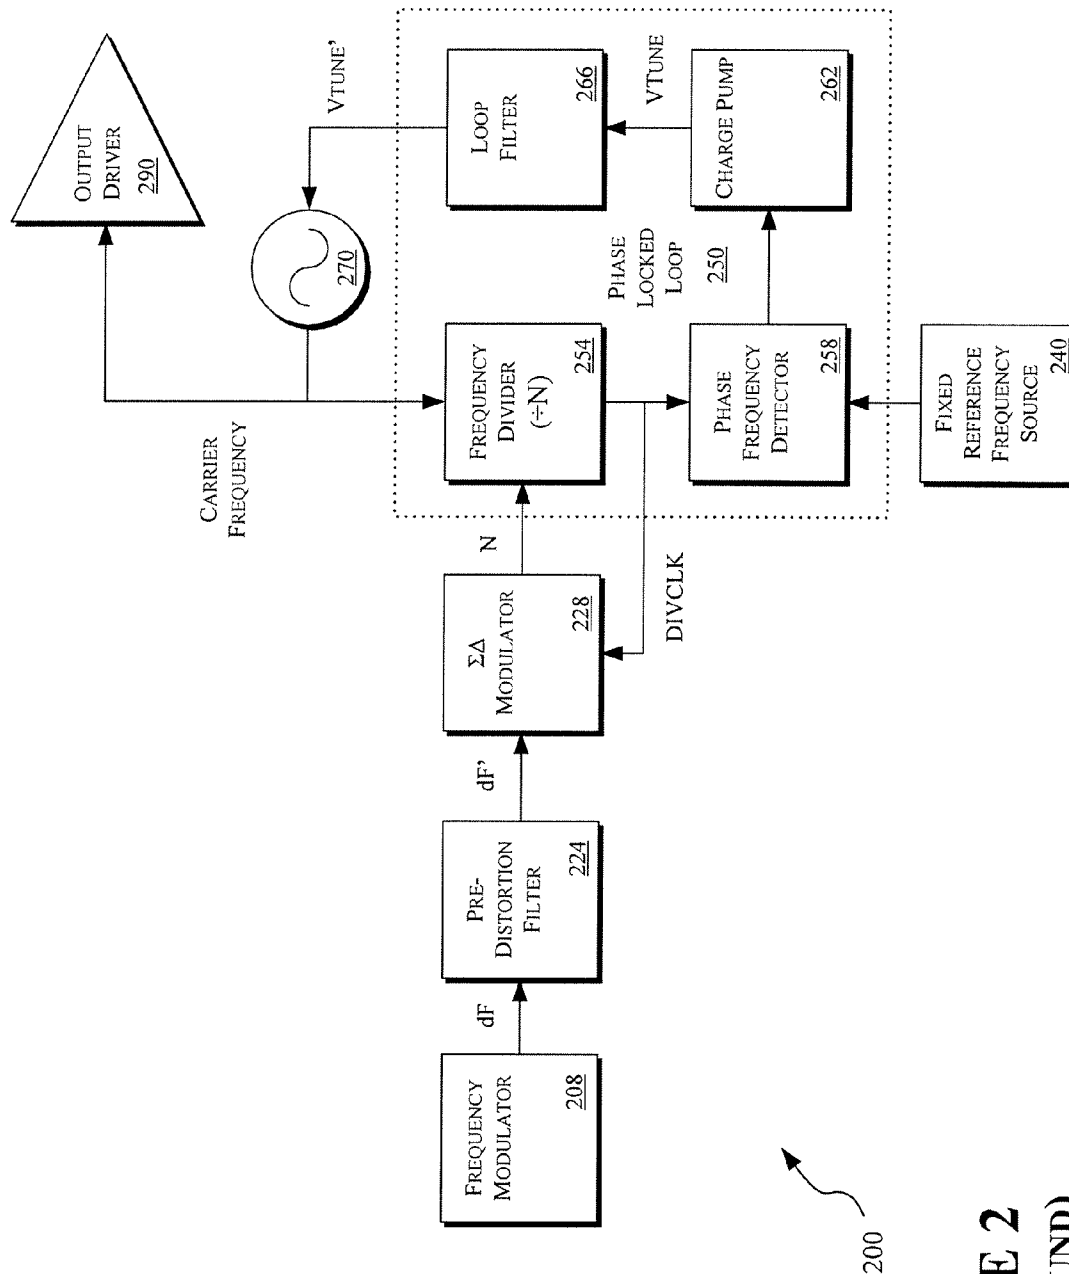 OUTPUT
DRIVER
290
CARRIER
FREQUENCY
270
VTUNE'
FREQUENCY
MODULATOR
208
dF
PRE-
DISTORTION
FILTER
224
dF'
ΣΔ
MODULATOR
228
N
FREQUENCY
DIVIDER
(÷N)
254
LOOP
FILTER
266
DIVCLK
PHASE
LOCKED
LOOP
250
VTUNE
PHASE
FREQUENCY
DETECTOR
258
CHARGE PUMP
262
200
FIXED
REFERENCE
FREQUENCY
SOURCE
240
E 2
UND)